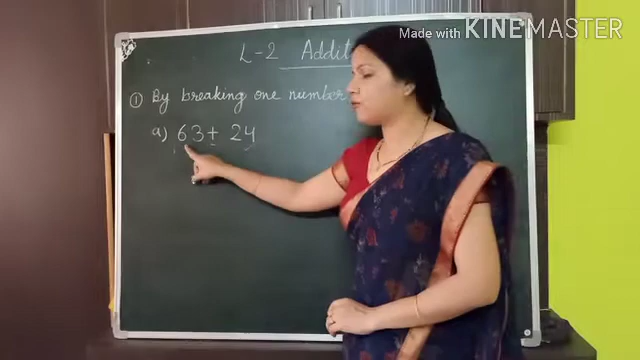 Made with KINEMASTER
L-2 Addit
① By breaking one number
a) 63 + 24